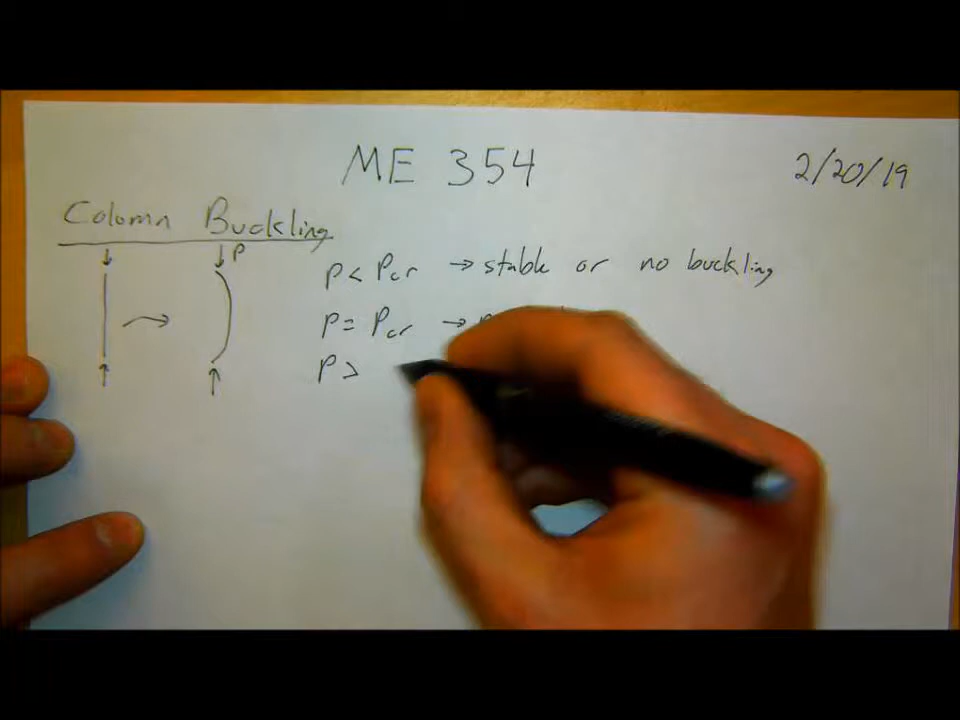 ME 354
2/20/19
Column Buckling
P
P < Pcr → stable or no buckling
P = Pcr →
P >